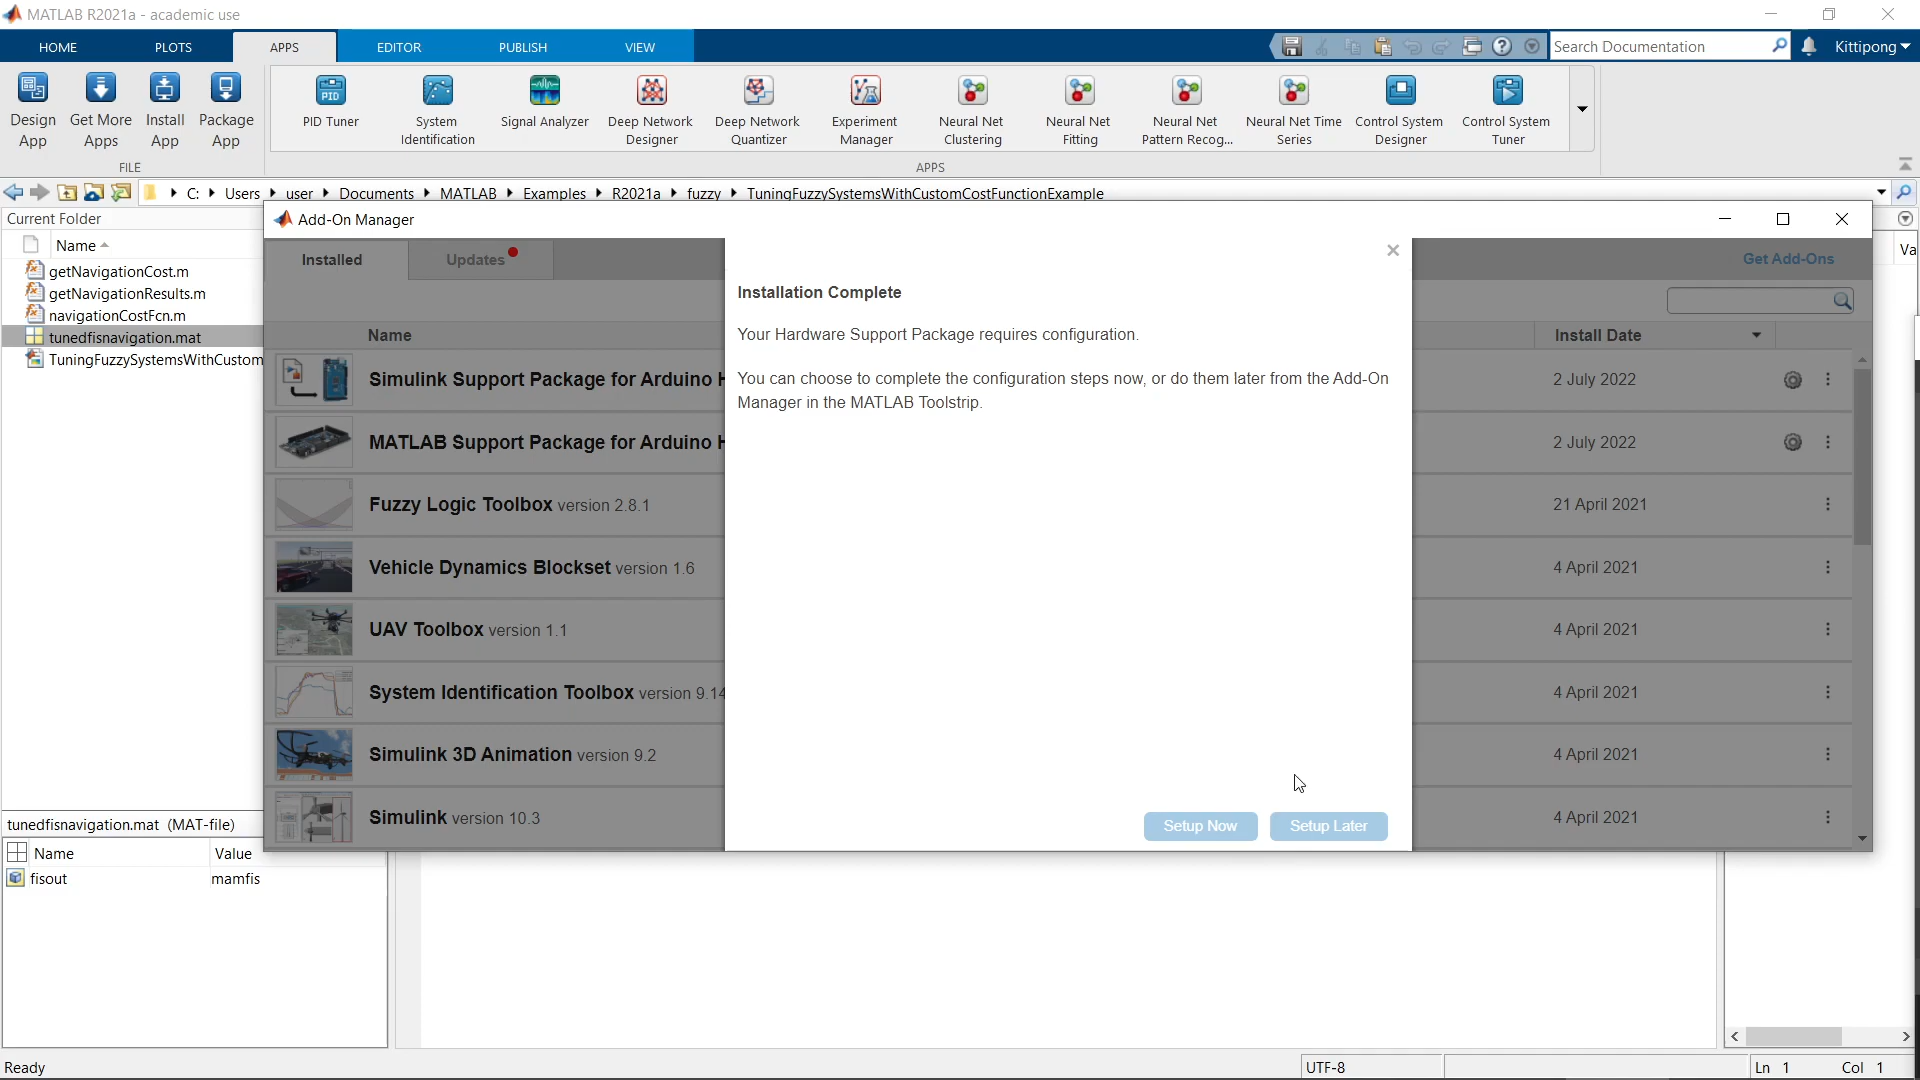 MATLAB R2021a - academic use
HOME
PLOTS
APPS
EDITOR
PUBLISH
VIEW
Search Documentation
Kittipong
Design App
Get More Apps
Install App
Package App
PID
PID Tuner
System Identification
Signal Analyzer
Deep Network Designer
Deep Network Quantizer
Experiment Manager
Neural Net Clustering
Neural Net Fitting
Neural Net Pattern Recog...
Neural Net Time Series
Control System Designer
Control System Tuner
FILE
APPS
C: Users user Documents MATLAB Examples R2021a fuzzy TuningFuzzySystemsWithCustomCostFunctionExample
Current Folder
Name
getNavigationCost.m
getNavigationResults.m
navigationCostFcn.m
tunedfisnavigation.mat
TuningFuzzySystemsWithCustom
Va
Add-On Manager
Installed
Updates
Get Add-Ons
Name
Install Date
Simulink Support Package for Arduino H
2 July 2022
MATLAB Support Package for Arduino H
2 July 2022
Fuzzy Logic Toolbox version 2.8.1
21 April 2021
Vehicle Dynamics Blockset version 1.6
4 April 2021
UAV Toolbox version 1.1
4 April 2021
System Identification Toolbox version 9.14
4 April 2021
Simulink 3D Animation version 9.2
4 April 2021
Simulink version 10.3
4 April 2021
Installation Complete
Your Hardware Support Package requires configuration.
You can choose to complete the configuration steps now, or do them later from the Add-On
Manager in the MATLAB Toolstrip.
Setup Now
Setup Later
tunedfisnavigation.mat (MAT-file)
Name
Value
fisout
mamfis
Ready
UTF-8
Ln 1
Col 1